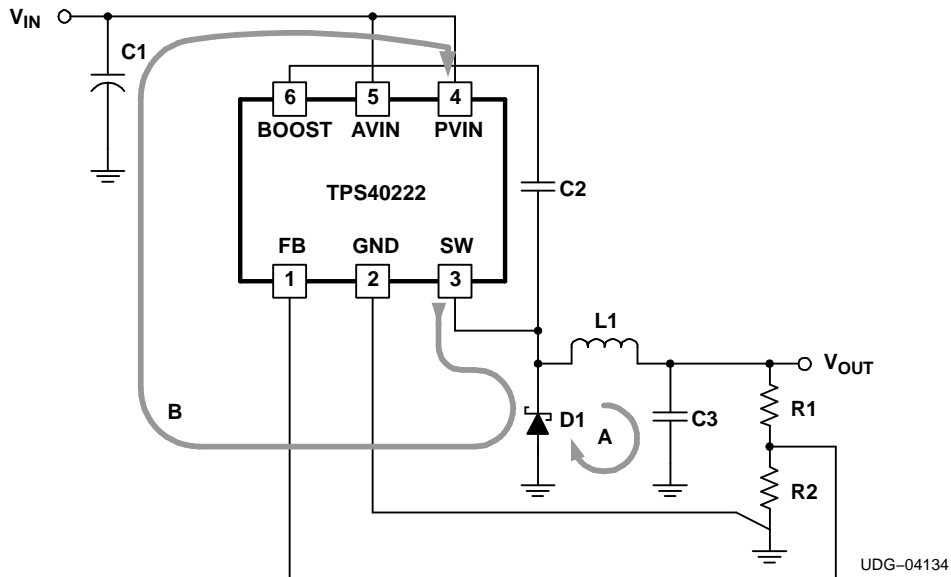 VIN
C1
6 5 4
BOOST AVIN PVIN
TPS40222
C2
FB GND SW
1 2 3
L1
VOUT
R1
B
D1
A
C3
R2
UDG–04134